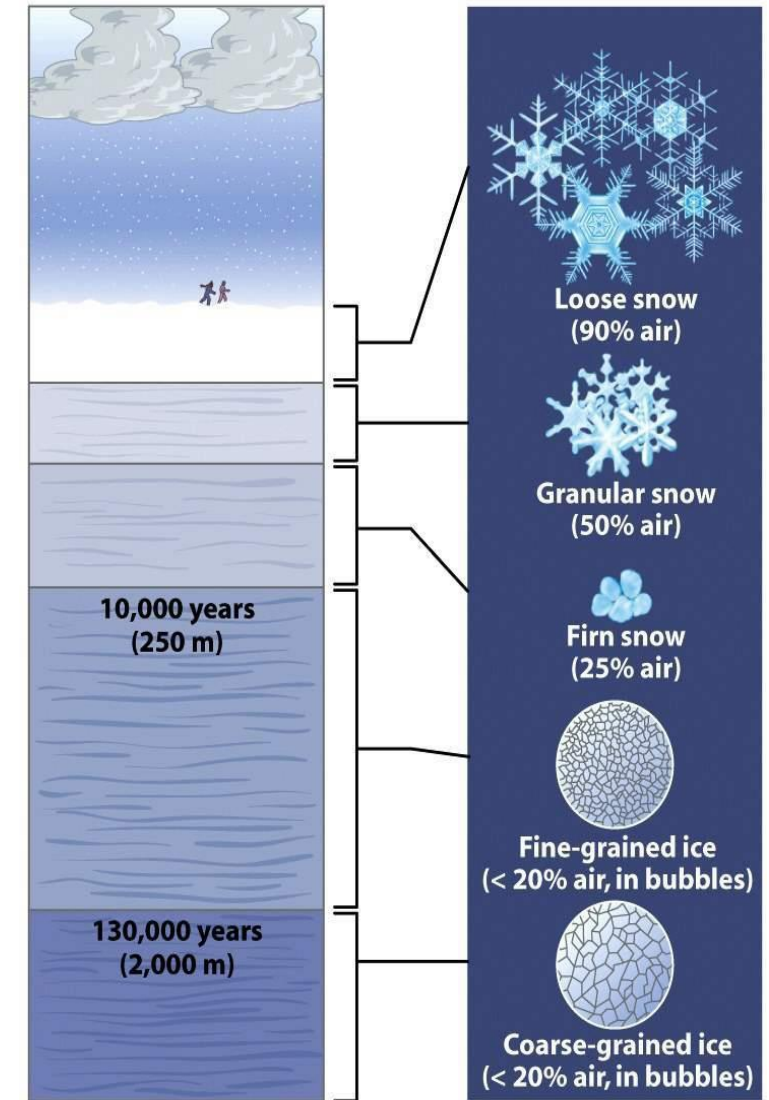 Loose snow
(90% air)
Granular snow
(50% air)
10,000 years
(250 m)
Firn snow
(25% air)
Fine-grained ice
(< 20% air, in bubbles)
130,000 years
(2,000 m)
Coarse-grained ice
(< 20% air, in bubbles)